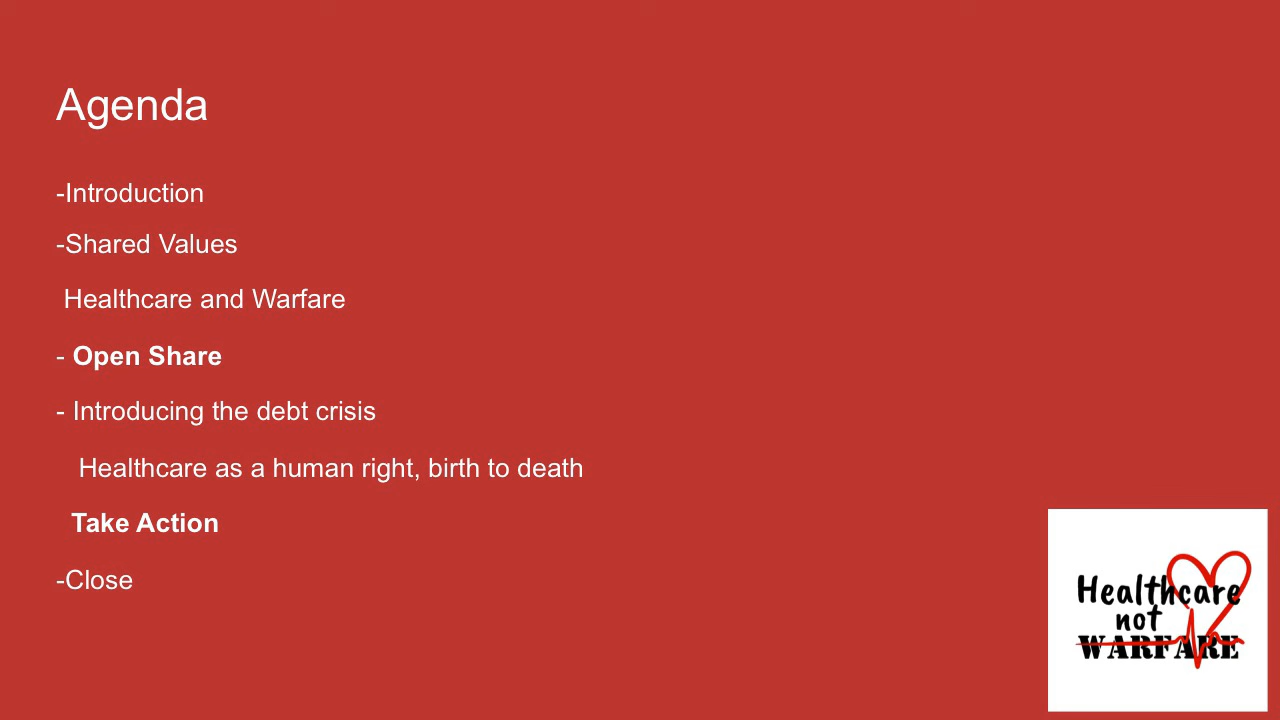 Agenda
-Introduction
-Shared Values
Healthcare and Warfare
- Open Share
- Introducing the debt crisis
Healthcare as a human right, birth to death
Take Action
-Close
Healthcare
not
WARFARE